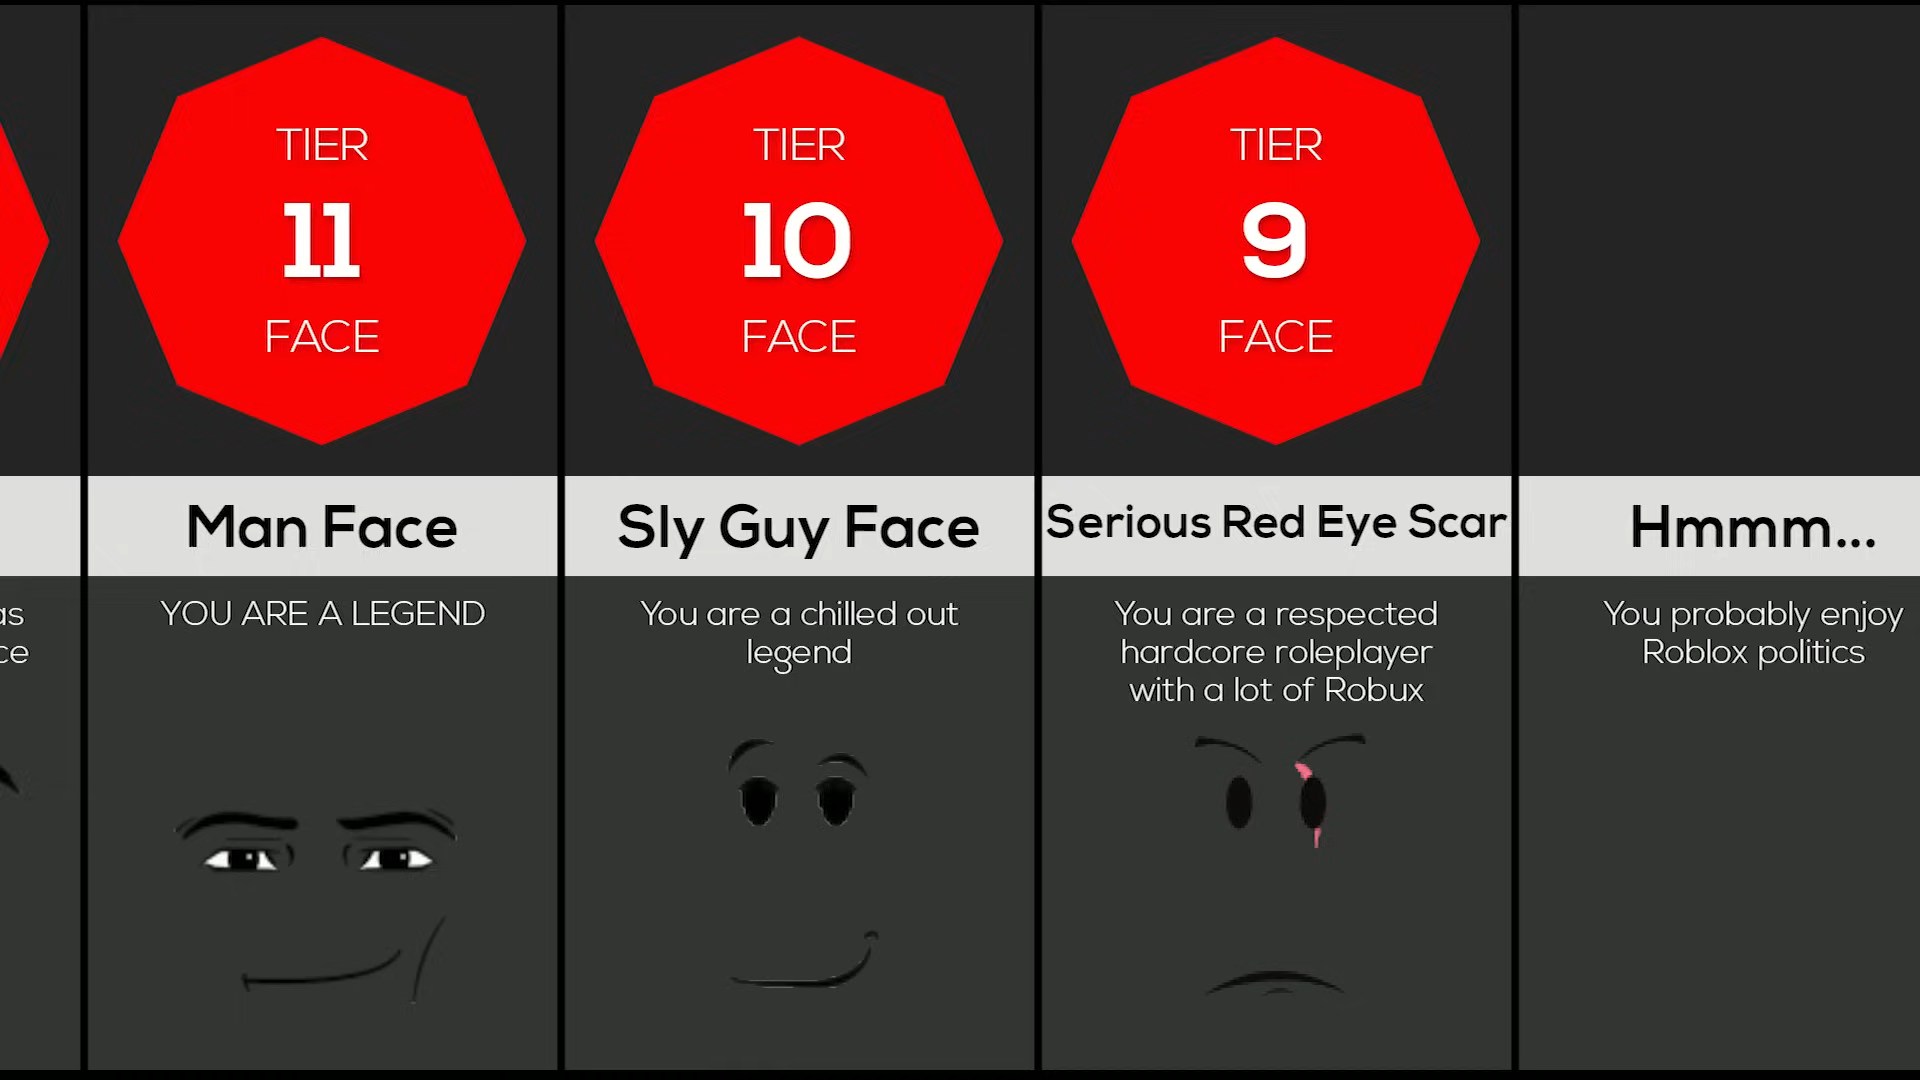 as
ce
TIER
11
FACE
Man Face
YOU ARE A LEGEND
TIER
10
FACE
Sly Guy Face
You are a chilled out
legend
TIER
9
FACE
Serious Red Eye Scar
You are a respected
hardcore roleplayer
with a lot of Robux
Hmmm...
You probably enjoy
Roblox politics